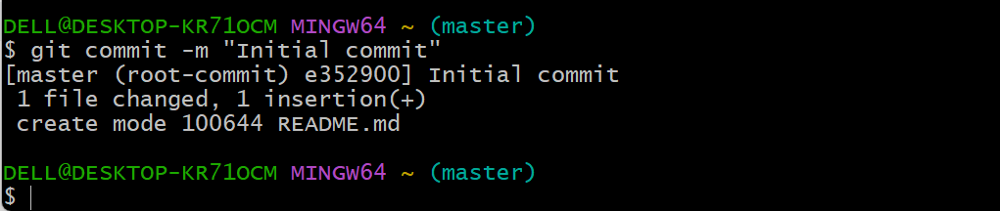 DELL@DESKTOP-KR71OCM MINGW64 ~ (master)
$ git commit -m "Initial commit"
[master (root-commit) e352900] Initial commit
 1 file changed, 1 insertion(+)
 create mode 100644 README.md

DELL@DESKTOP-KR71OCM MINGW64 ~ (master)
$